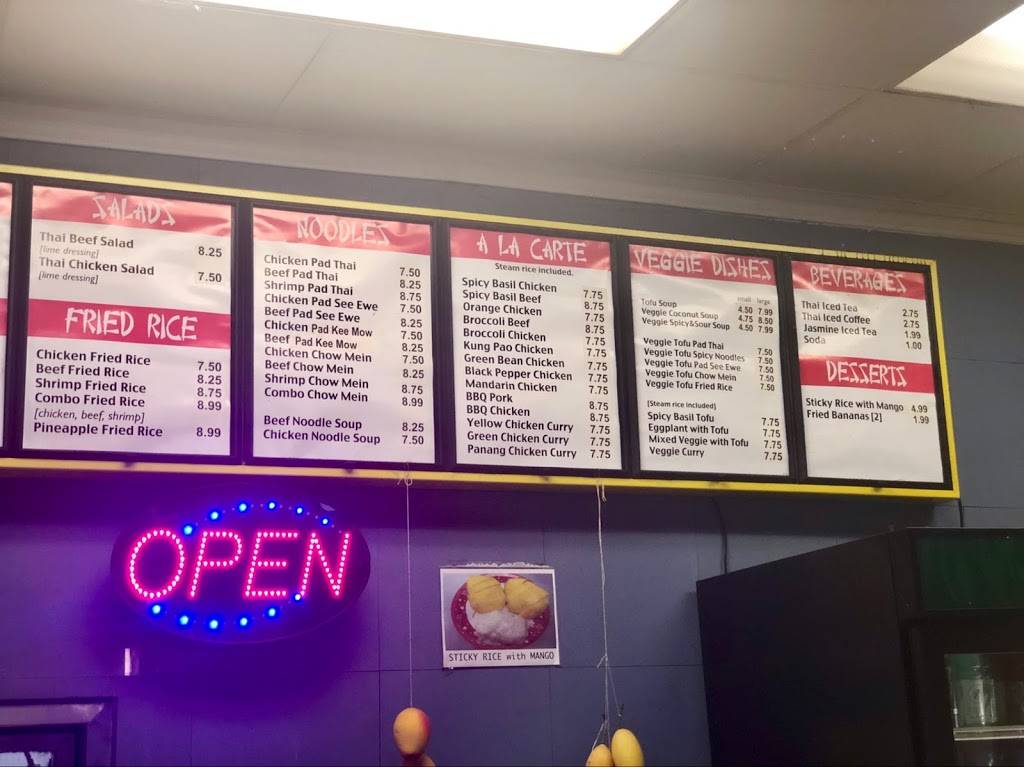 SALADS
Thai Beef Salad 8.25
[lime dressing]
Thai Chicken Salad 7.50
[lime dressing]
FRIED RICE
Chicken Fried Rice 7.50
Beef Fried Rice 8.25
Shrimp Fried Rice 8.75
Combo Fried Rice 8.99
[chicken, beef, shrimp]
Pineapple Fried Rice 8.99
NOODLES
Chicken Pad Thai 7.50
Beef Pad Thai 8.25
Shrimp Pad Thai 8.75
Chicken Pad See Ewe 7.50
Beef Pad See Ewe 8.25
Chicken Pad Kee Mow 7.50
Beef Pad Kee Mow 8.25
Chicken Chow Mein 7.50
Beef Chow Mein 8.25
Shrimp Chow Mein 8.75
Combo Chow Mein 8.99
Beef Noodle Soup 8.25
Chicken Noodle Soup 7.50
A LA CARTE
Steam rice included.
Spicy Basil Chicken 7.75
Spicy Basil Beef 8.75
Orange Chicken 7.75
Broccoli Beef 8.75
Broccoli Chicken 7.75
Kung Pao Chicken 7.75
Green Bean Chicken 7.75
Black Pepper Chicken 7.75
Mandarin Chicken 7.75
BBQ Pork 8.75
BBQ Chicken 8.75
Yellow Chicken Curry 7.75
Green Chicken Curry 7.75
Panang Chicken Curry 7.75
VEGGIE DISHES
small large
Tofu Soup 4.50 7.99
Veggie Coconut Soup 4.75 8.50
Veggie Spicy&Sour Soup 4.50 7.99
Veggie Tofu Pad Thai 7.50
Veggie Tofu Spicy Noodles 7.50
Veggie Tofu Pad See Ewe 7.50
Veggie Tofu Chow Mein 7.50
Veggie Tofu Fried Rice 7.50
[Steam rice included]
Spicy Basil Tofu 7.75
Eggplant with Tofu 7.75
Mixed Veggie with Tofu 7.75
Veggie Curry 7.75
BEVERAGES
Thai Iced Tea 2.75
Thai Iced Coffee 2.75
Jasmine Iced Tea 1.99
Soda 1.00
DESSERTS
Sticky Rice with Mango 4.99
Fried Bananas [2] 1.99
OPEN
STICKY RICE with MANGO